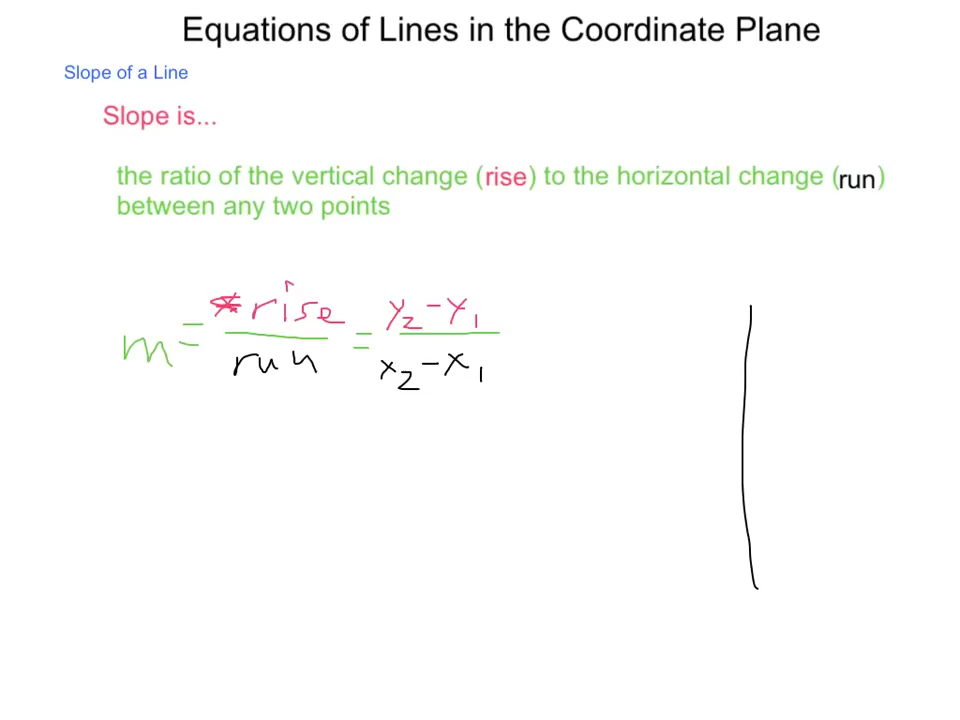 Equations of Lines in the Coordinate Plane
Slope of a Line
Slope is...
the ratio of the vertical change (rise) to the horizontal change (run)
between any two points
m = rise / run = y₂ - y₁ / x₂ - x₁